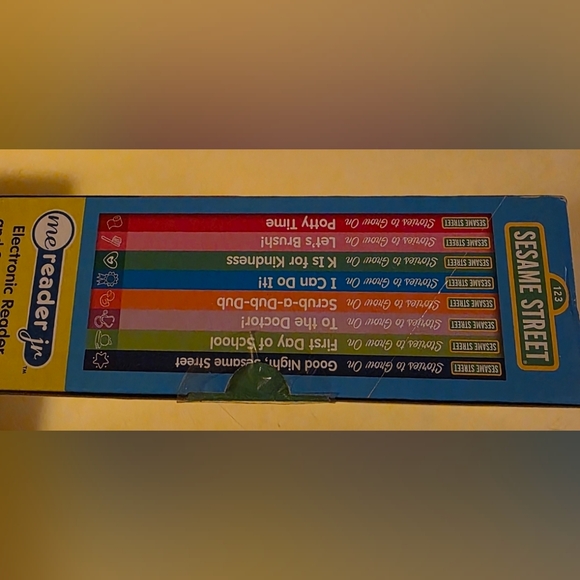 123
SESAME STREET
SESAME STREET Stories to Grow On Good Night, Sesame Street
SESAME STREET Stories to Grow On First Day of School
SESAME STREET Stories to Grow On To the Doctor!
SESAME STREET Stories to Grow On Scrub-a-Dub-Dub
SESAME STREET Stories to Grow On I Can Do It!
SESAME STREET Stories to Grow On K Is for Kindness
SESAME STREET Stories to Grow On Let's Brush!
SESAME STREET Stories to Grow On Potty Time
me reader jr™
Electronic Reader
and